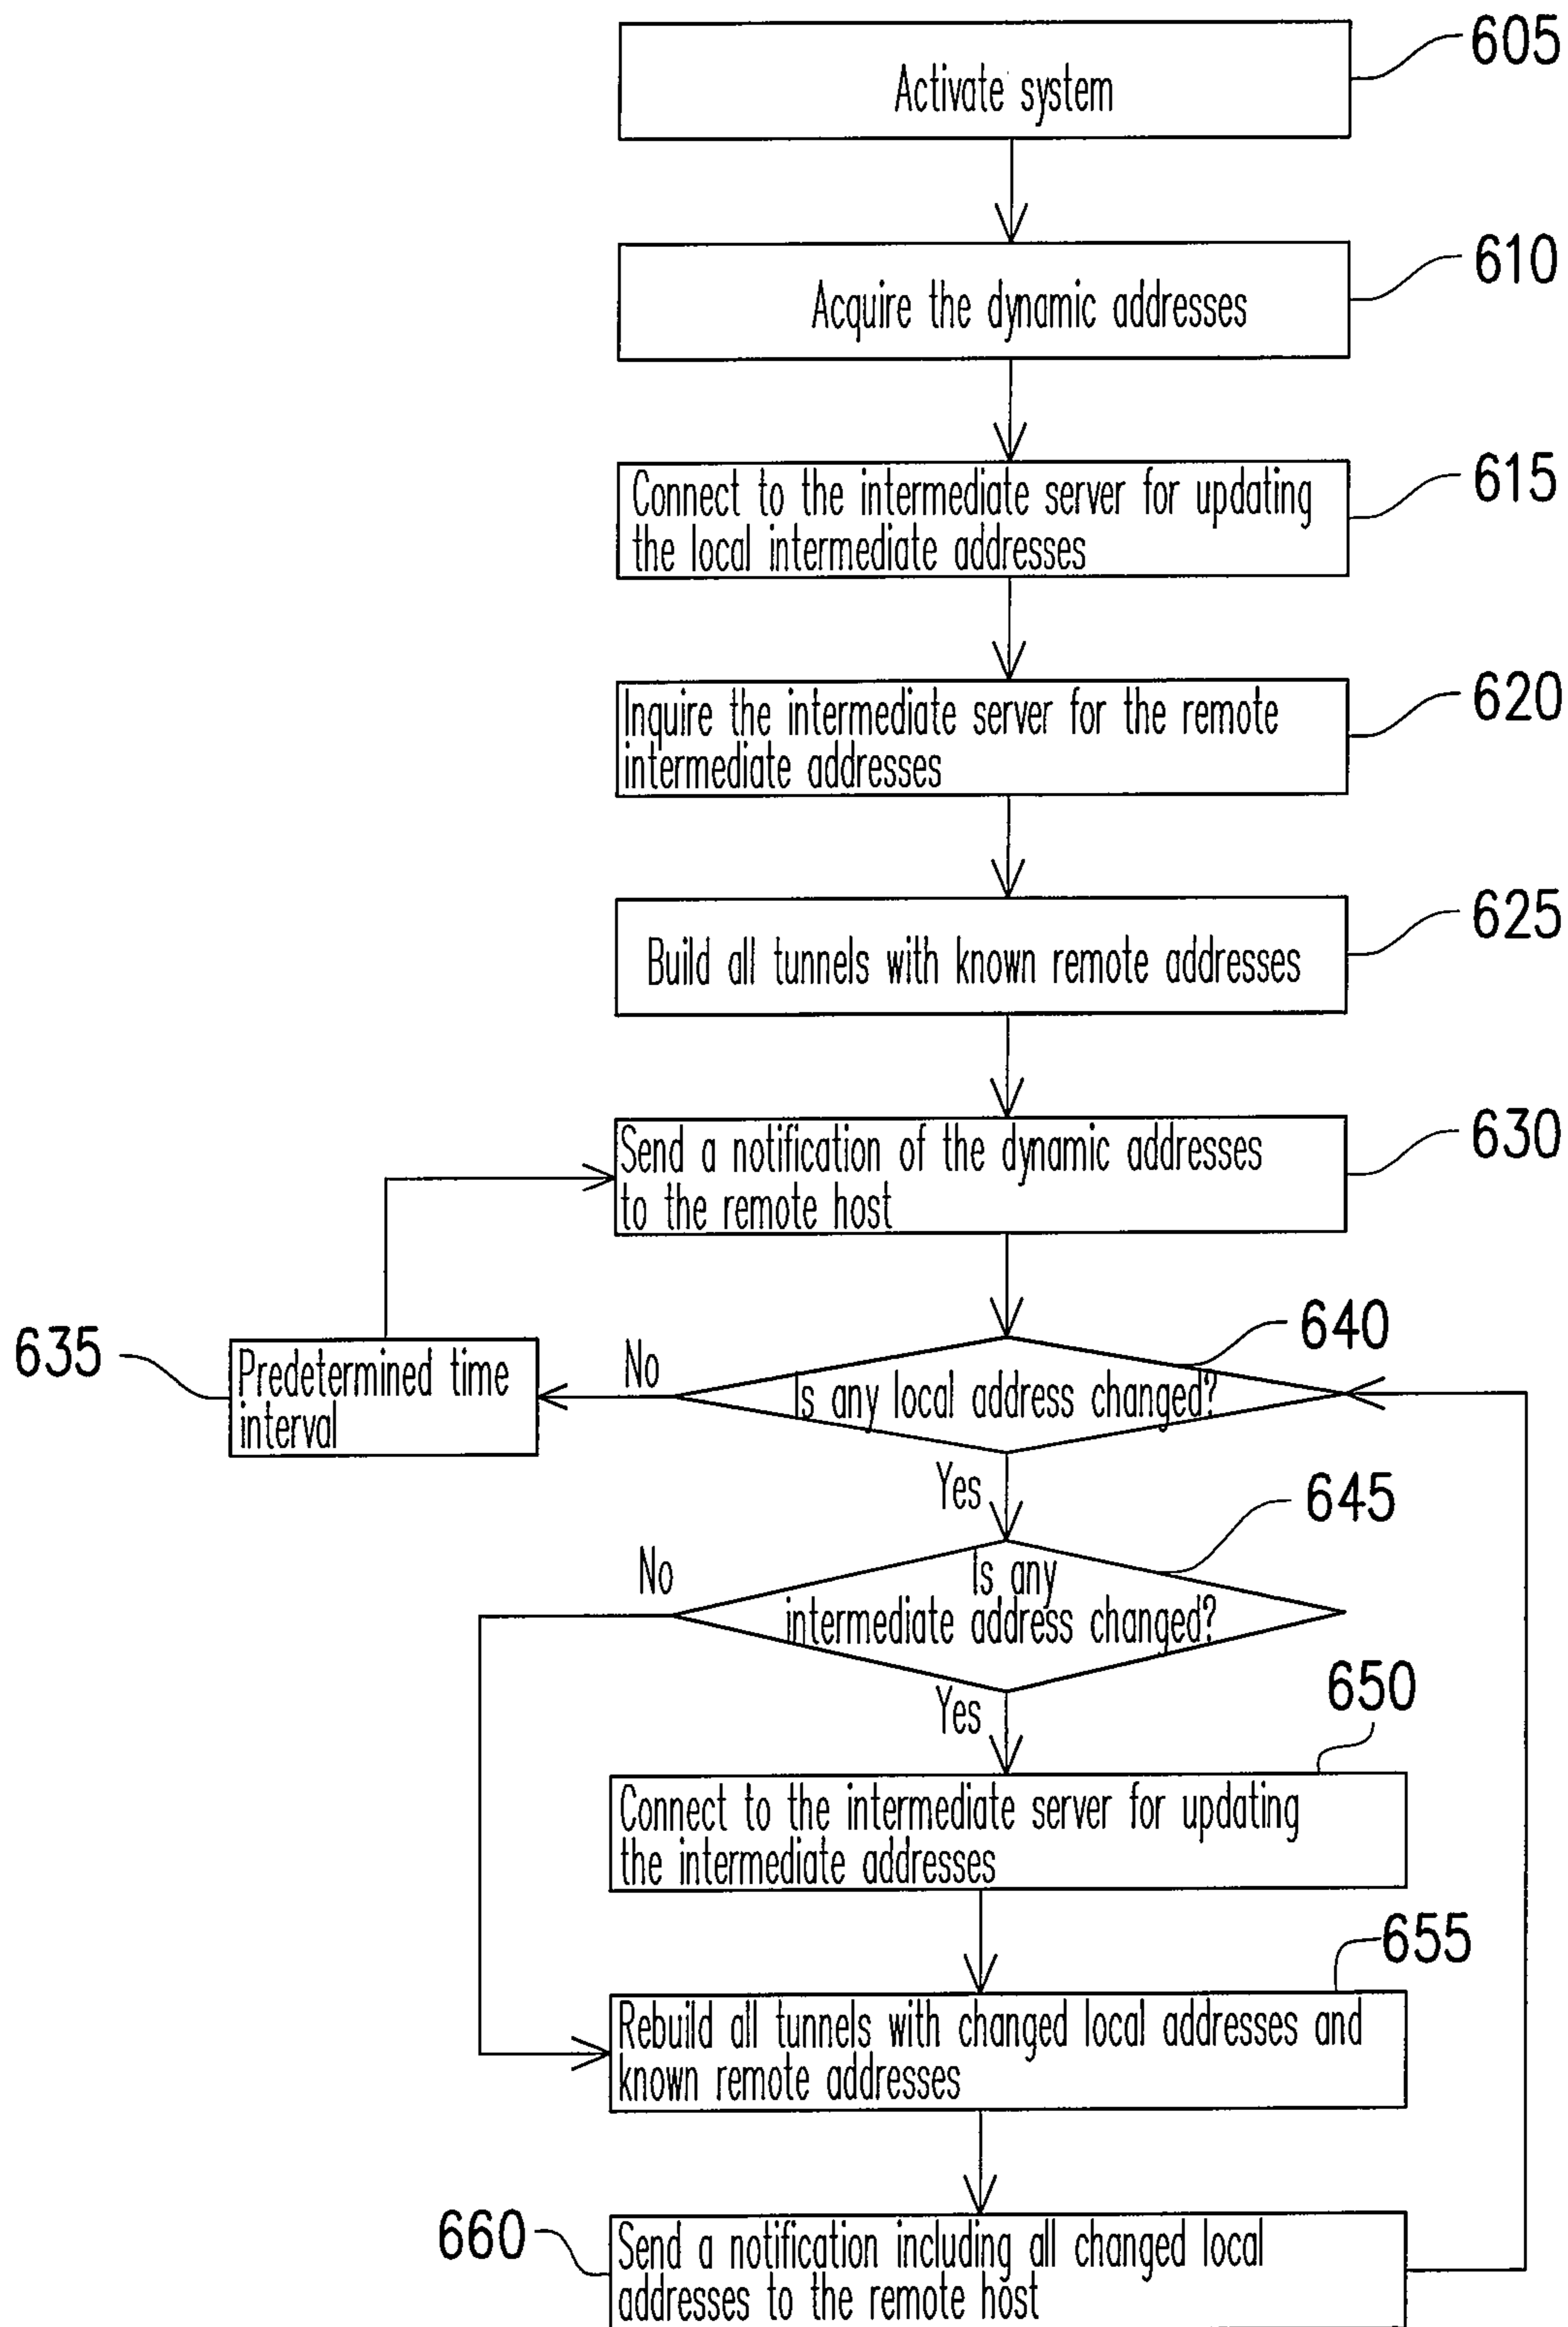 605
Activate system
610
Acquire the dynamic addresses
615
Connect to the intermediate server for updating
the local intermediate addresses
620
Inquire the intermediate server for the remote
intermediate addresses
625
Build all tunnels with known remote addresses
630
Send a notification of the dynamic addresses
to the remote host
635
Predetermined time
interval
No
640
Is any local address changed?
Yes
645
No
Is any
intermediate address changed?
Yes
650
Connect to the intermediate server for updating
the intermediate addresses
655
Rebuild all tunnels with changed local addresses and
known remote addresses
660
Send a notification including all changed local
addresses to the remote host